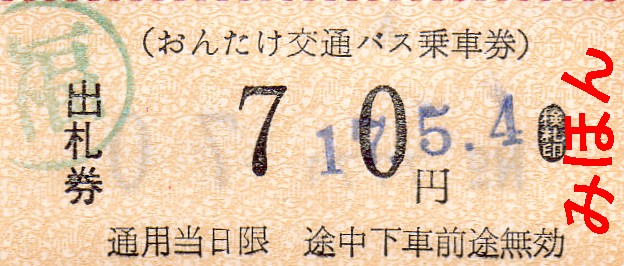 (おんたけ交通バス乗車券)
出札券
70円
17.5.4
検札印
通用当日限 途中下車前途無効
みほん